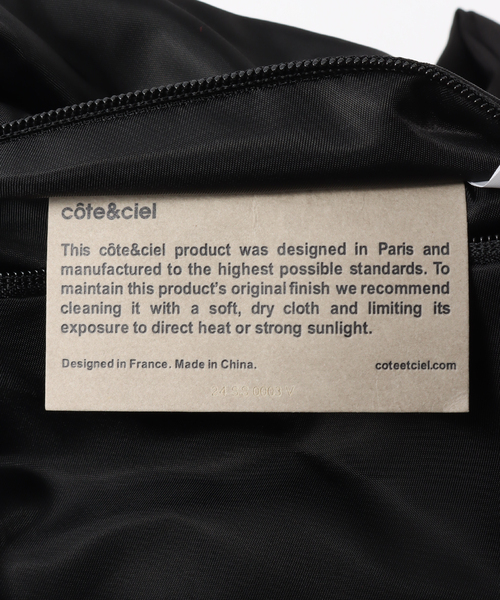 côte&ciel
This côte&ciel product was designed in Paris and
manufactured to the highest possible standards. To
maintain this product's original finish we recommend
cleaning it with a soft, dry cloth and limiting its
exposure to direct heat or strong sunlight.
Designed in France. Made in China.
coteetciel.com